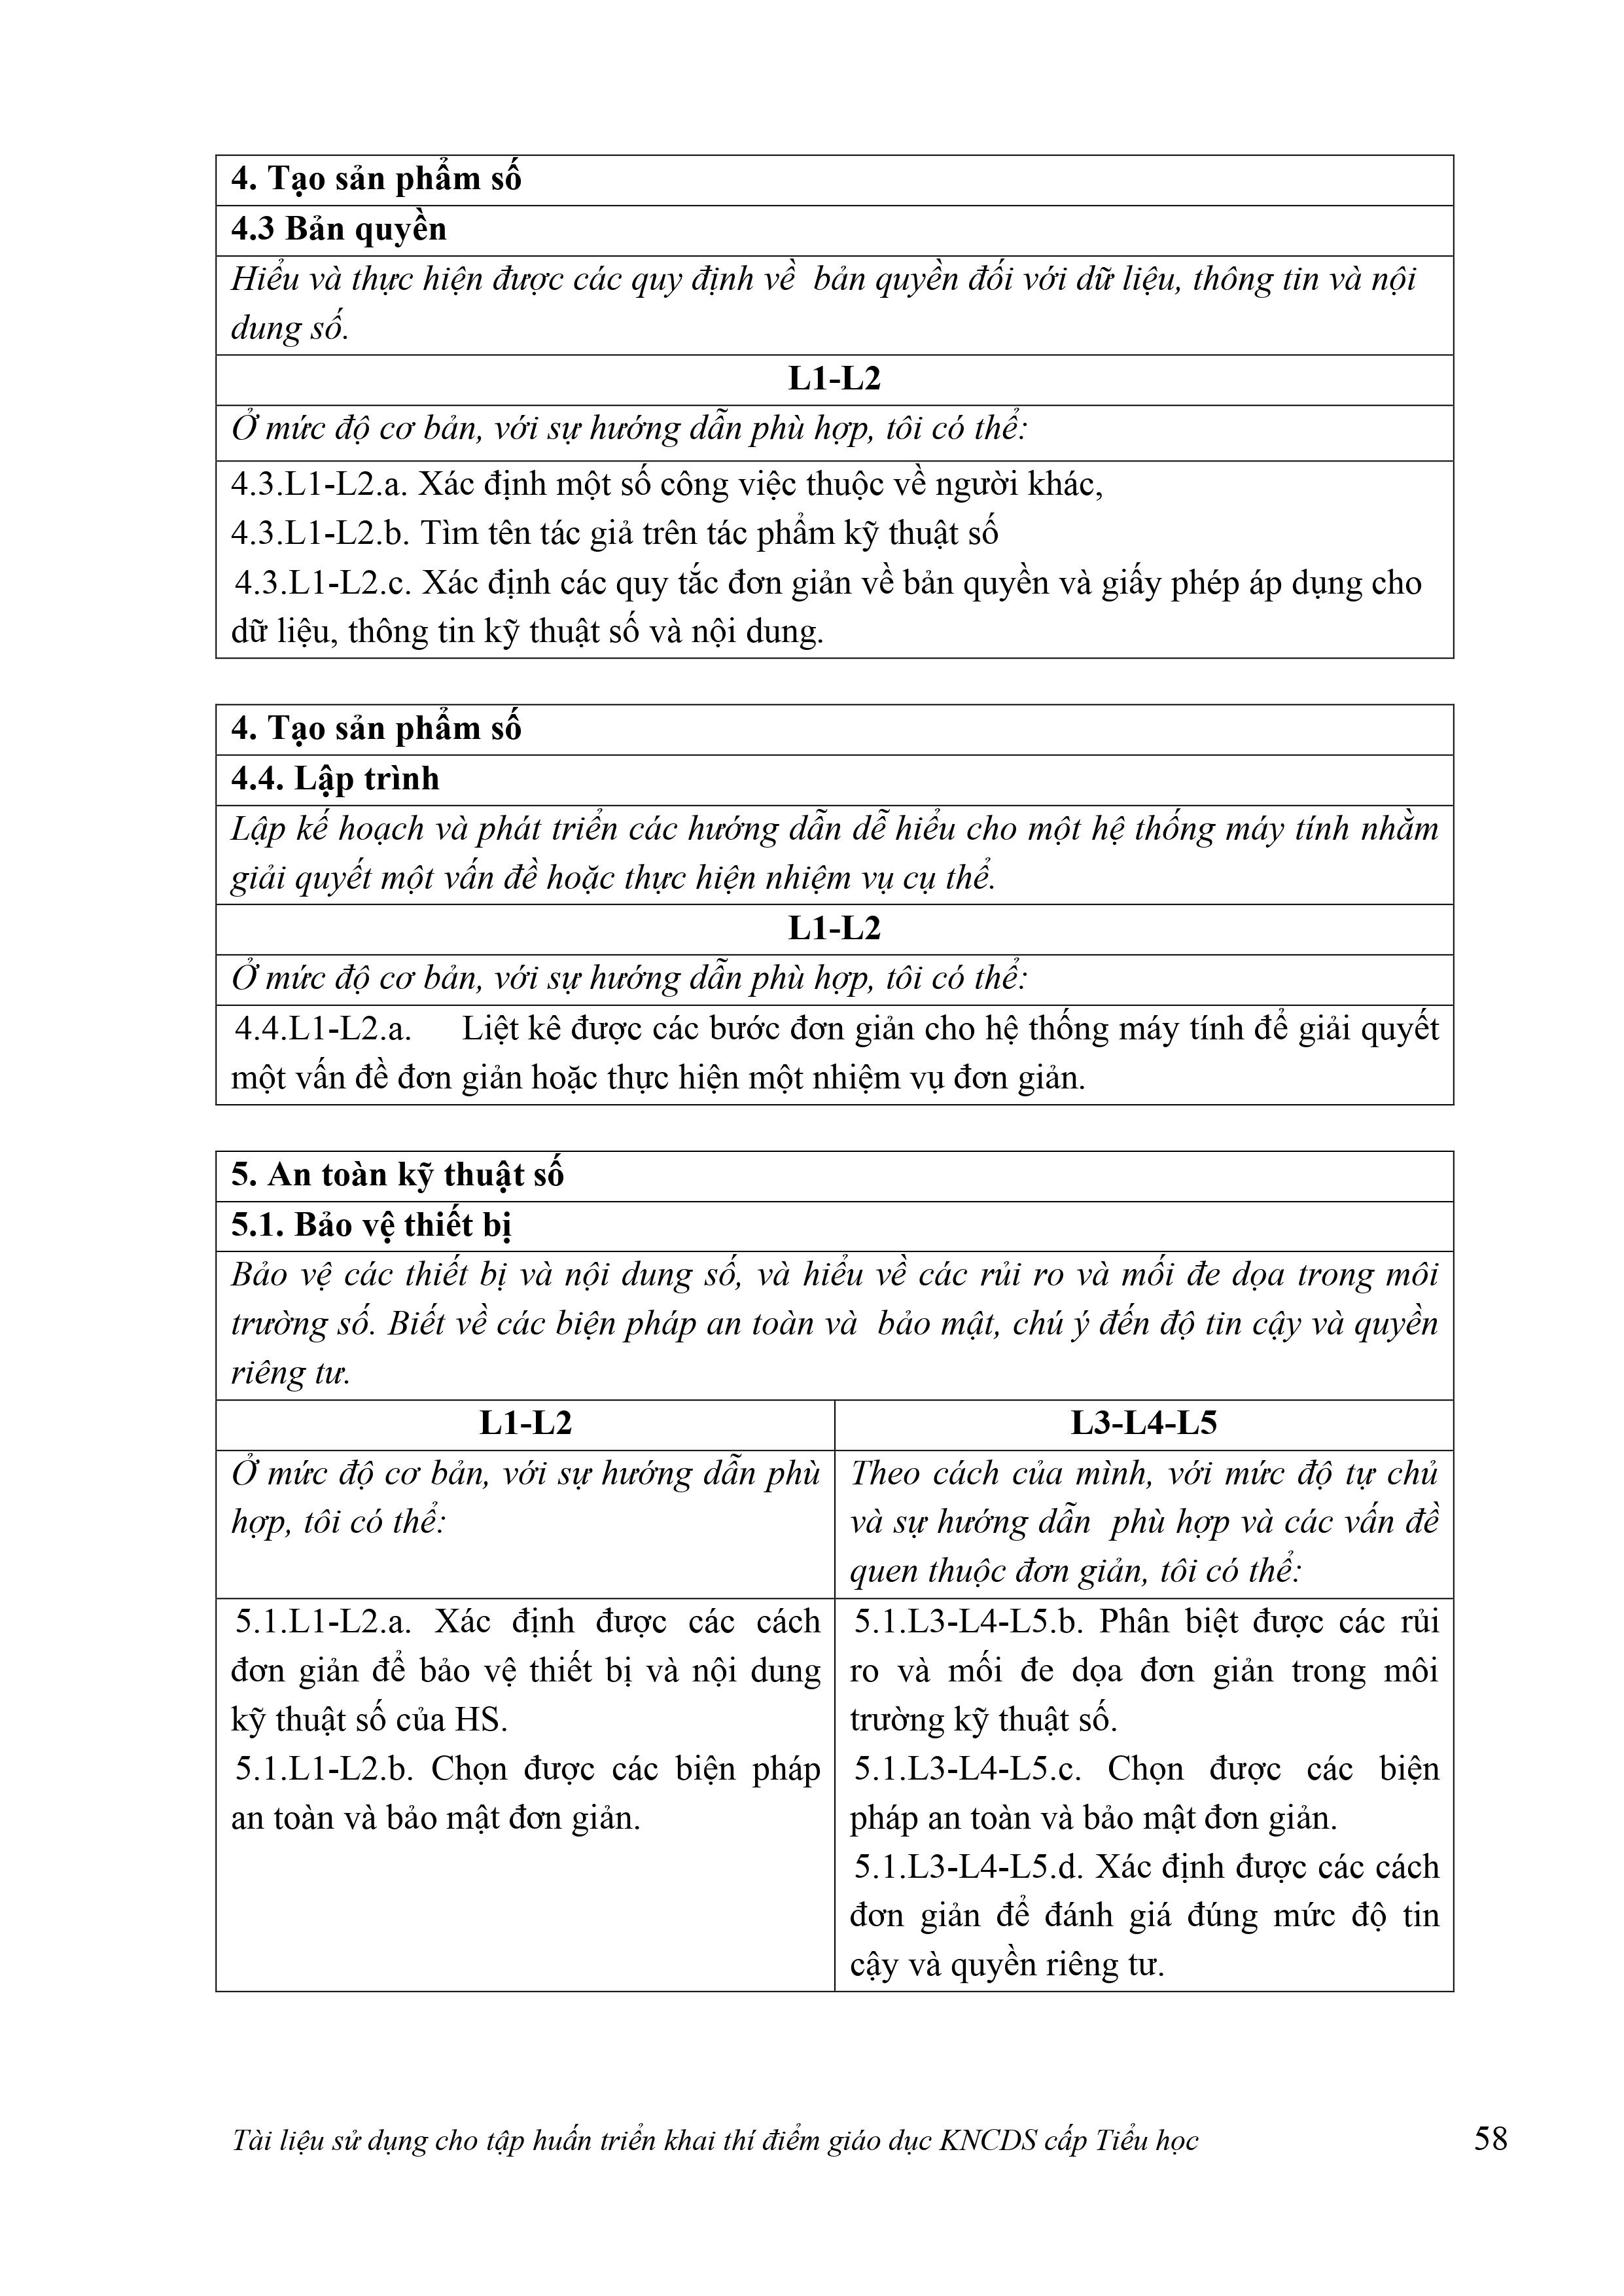 4. Tạo sản phẩm số
4.3 Bản quyền
Hiểu và thực hiện được các quy định về bản quyền đối với dữ liệu, thông tin và nội
dung số.
L1-L2
Ở mức độ cơ bản, với sự hướng dẫn phù hợp, tôi có thể:
4.3.L1-L2.a. Xác định một số công việc thuộc về người khác,
4.3.L1-L2.b. Tìm tên tác giả trên tác phẩm kỹ thuật số
4.3.L1-L2.c. Xác định các quy tắc đơn giản về bản quyền và giấy phép áp dụng cho
dữ liệu, thông tin kỹ thuật số và nội dung.
4. Tạo sản phẩm số
4.4. Lập trình
Lập kế hoạch và phát triển các hướng dẫn dễ hiểu cho một hệ thống máy tính nhằm
giải quyết một vấn đề hoặc thực hiện nhiệm vụ cụ thể.
L1-L2
Ở mức độ cơ bản, với sự hướng dẫn phù hợp, tôi có thể:
4.4.L1-L2.a. Liệt kê được các bước đơn giản cho hệ thống máy tính để giải quyết
một vấn đề đơn giản hoặc thực hiện một nhiệm vụ đơn giản.
5. An toàn kỹ thuật số
5.1. Bảo vệ thiết bị
Bảo vệ các thiết bị và nội dung số, và hiểu về các rủi ro và mối đe dọa trong môi
trường số. Biết về các biện pháp an toàn và bảo mật, chú ý đến độ tin cậy và quyền
riêng tư.
L1-L2
Ở mức độ cơ bản, với sự hướng dẫn phù
hợp, tôi có thể:
5.1.L1-L2.a. Xác định được các cách
đơn giản để bảo vệ thiết bị và nội dung
kỹ thuật số của HS.
5.1.L1-L2.b. Chọn được các biện pháp
an toàn và bảo mật đơn giản.
L3-L4-L5
Theo cách của mình, với mức độ tự chủ
và sự hướng dẫn phù hợp và các vấn đề
quen thuộc đơn giản, tôi có thể:
5.1.L3-L4-L5.b. Phân biệt được các rủi
ro và mối đe dọa đơn giản trong môi
trường kỹ thuật số.
5.1.L3-L4-L5.c. Chọn được các biện
pháp an toàn và bảo mật đơn giản.
5.1.L3-L4-L5.d. Xác định được các cách
đơn giản để đánh giá đúng mức độ tin
cậy và quyền riêng tư.
Tài liệu sử dụng cho tập huấn triển khai thí điểm giáo dục KNCDS cấp Tiểu học 58